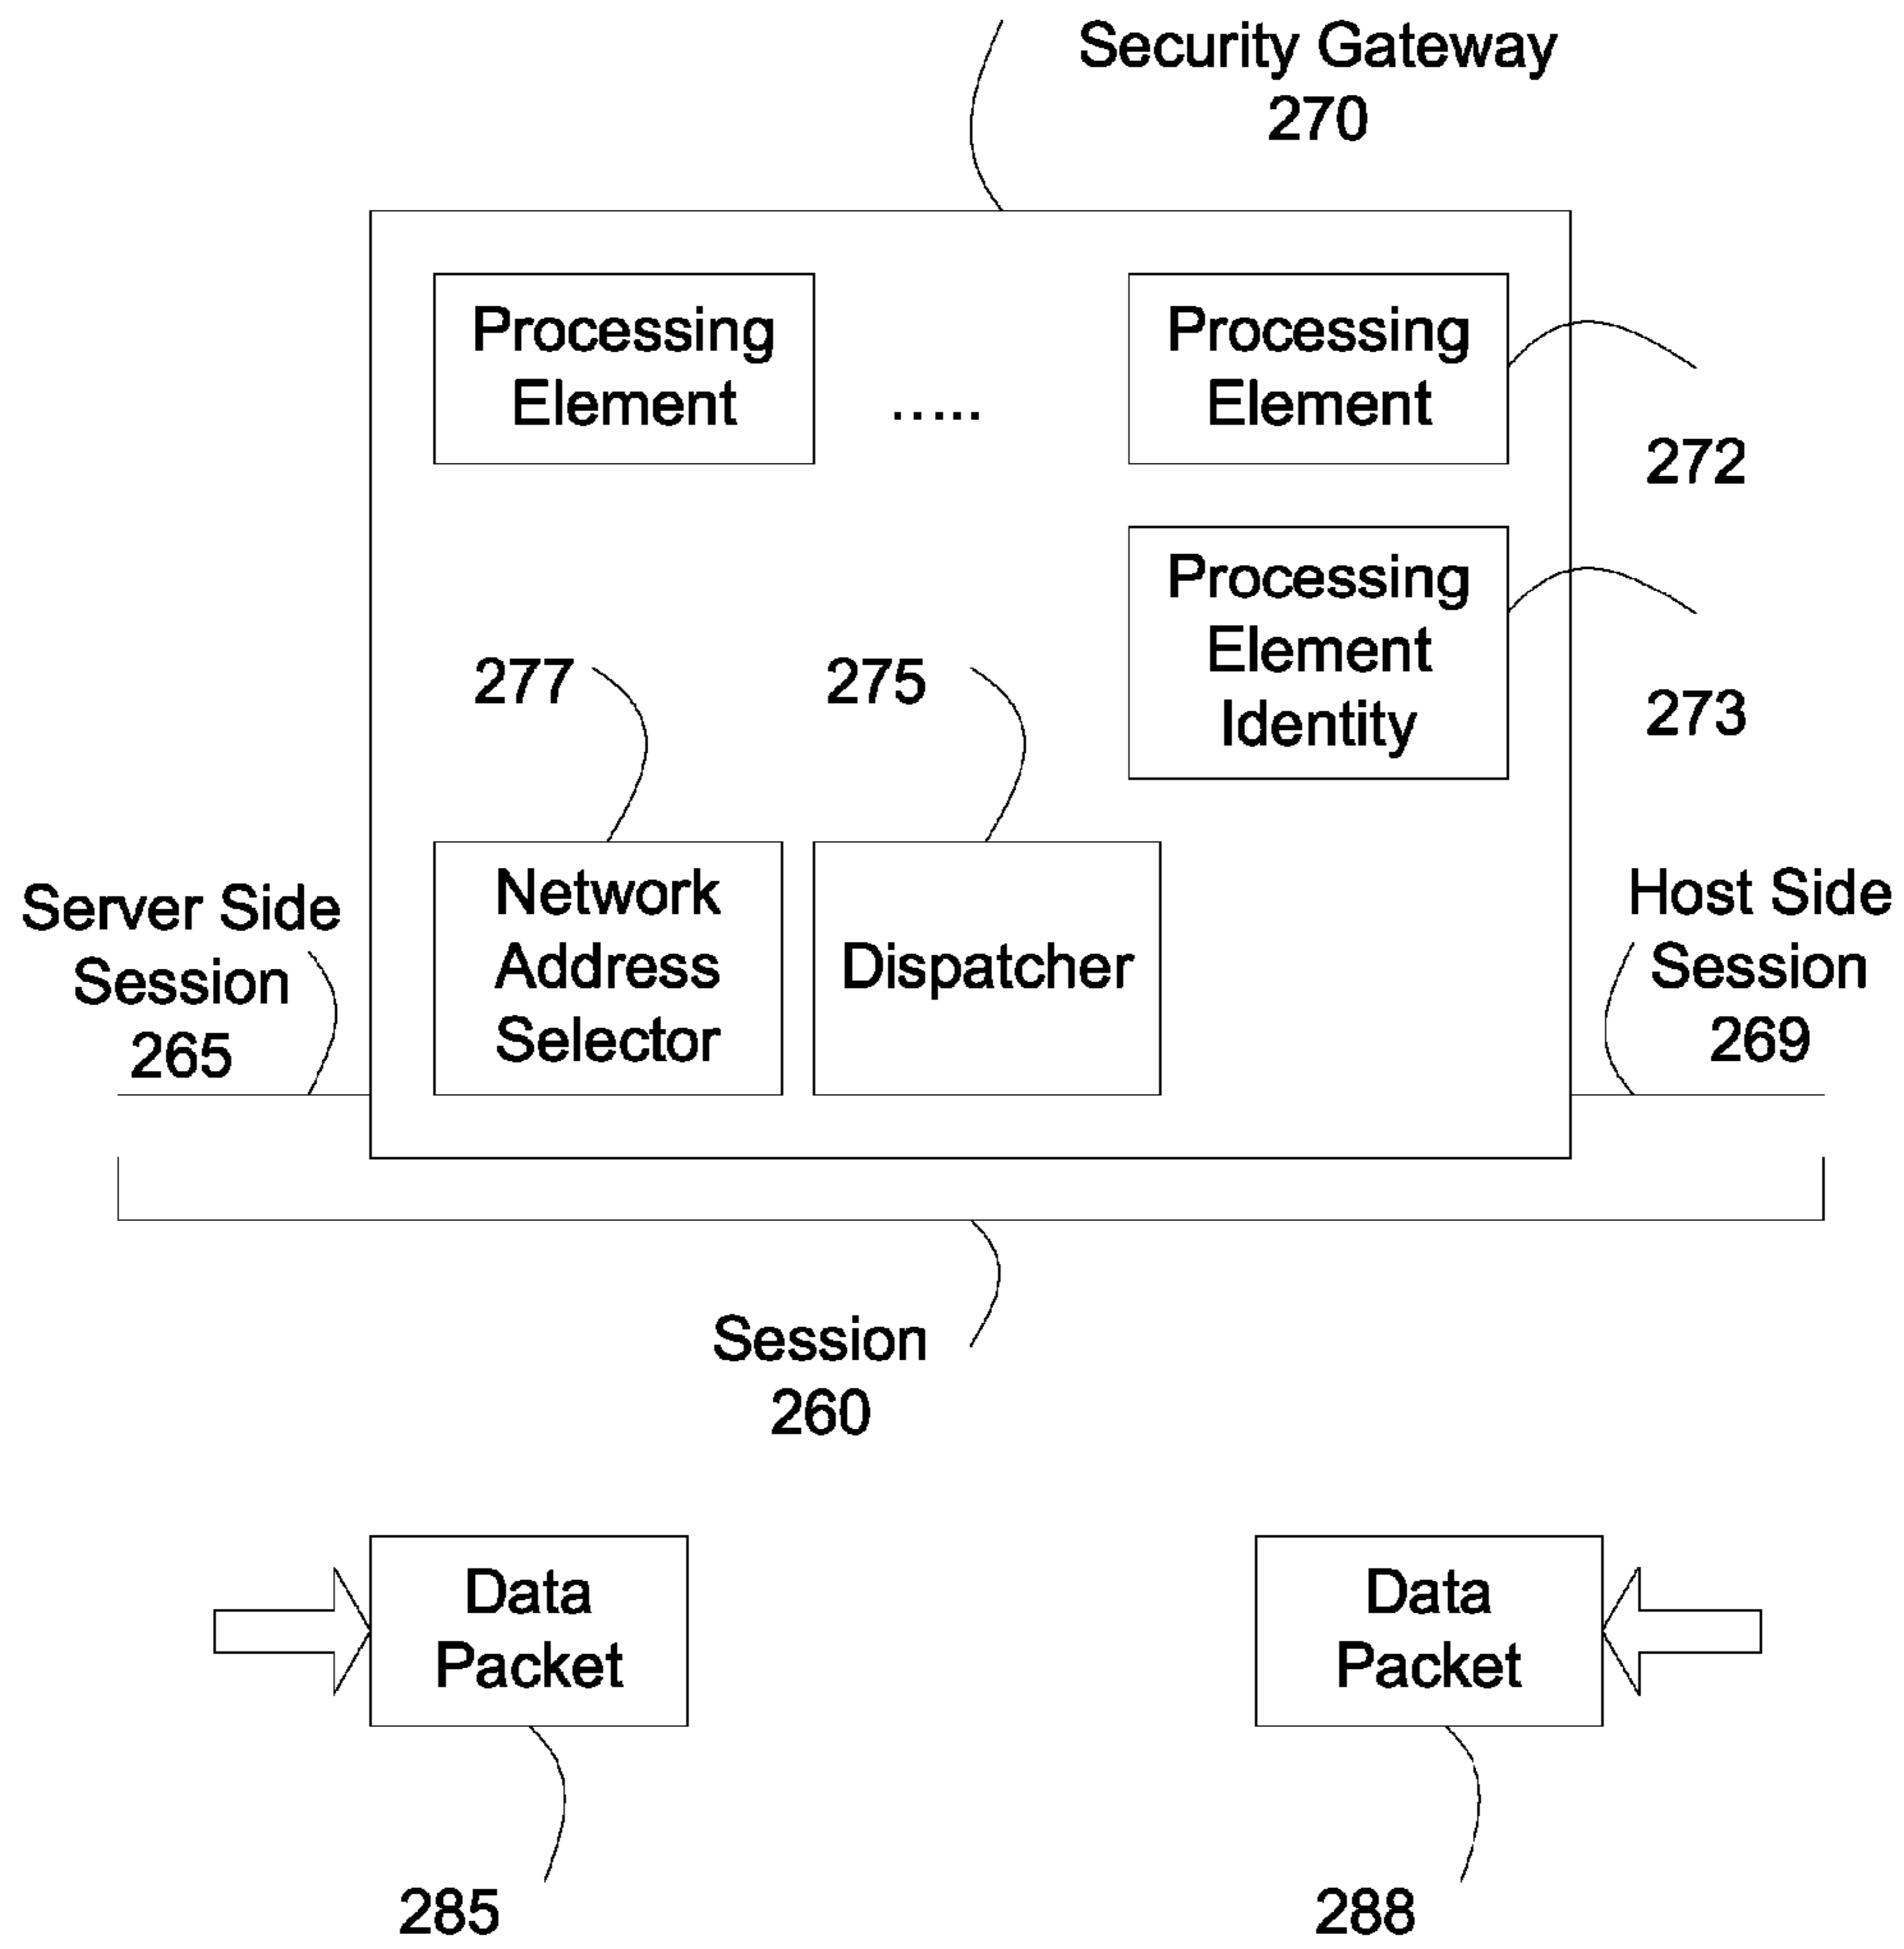 Security Gateway
270
Processing
Element
.....
Processing
Element
272
Processing
Element
Identity
273
277
275
Network
Address
Selector
Dispatcher
Server Side
Session
265
Host Side
Session
269
Session
260
Data
Packet
Data
Packet
285
288